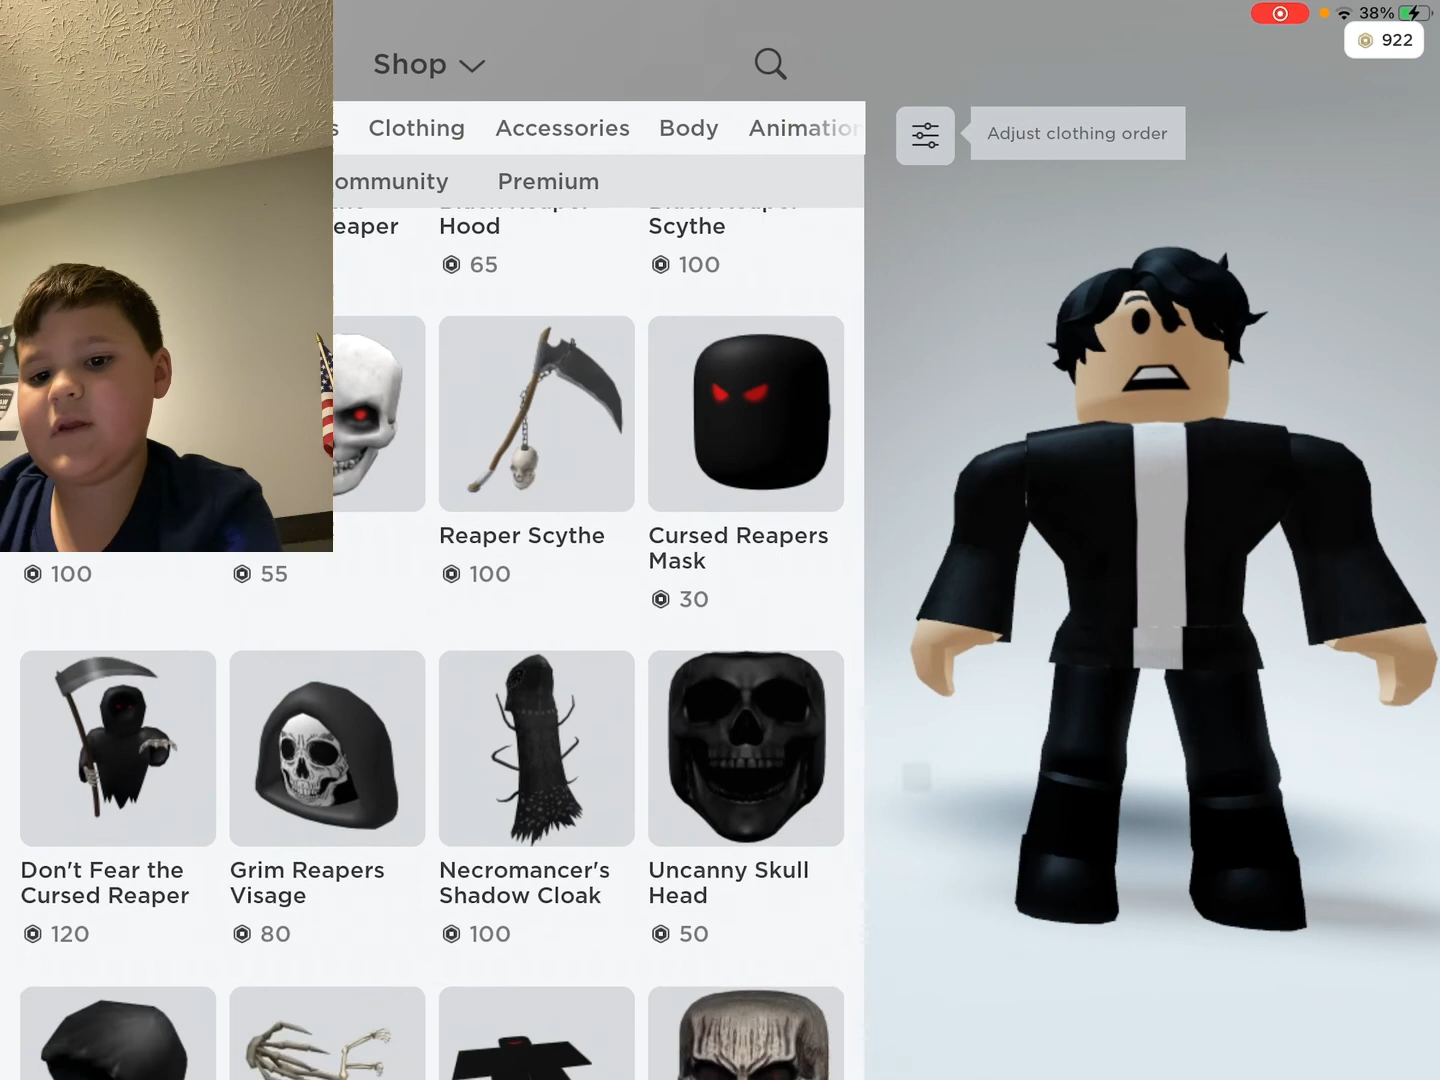 38%
922
Shop
Clothing Accessories Body Animation
ommunity Premium
Adjust clothing order
eaper
Hood
65
Scythe
100
100
55
Reaper Scythe
100
Cursed Reapers
Mask
30
Don't Fear the
Cursed Reaper
120
Grim Reapers
Visage
80
Necromancer's
Shadow Cloak
100
Uncanny Skull
Head
50